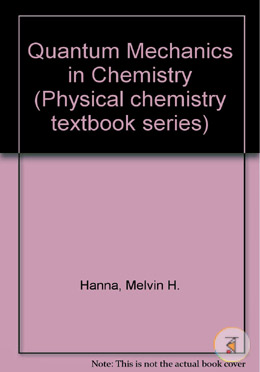 Quantum Mechanics
in Chemistry
(Physical chemistry
textbook series)
Hanna, Melvin H.
Note: This is not the actual book cover